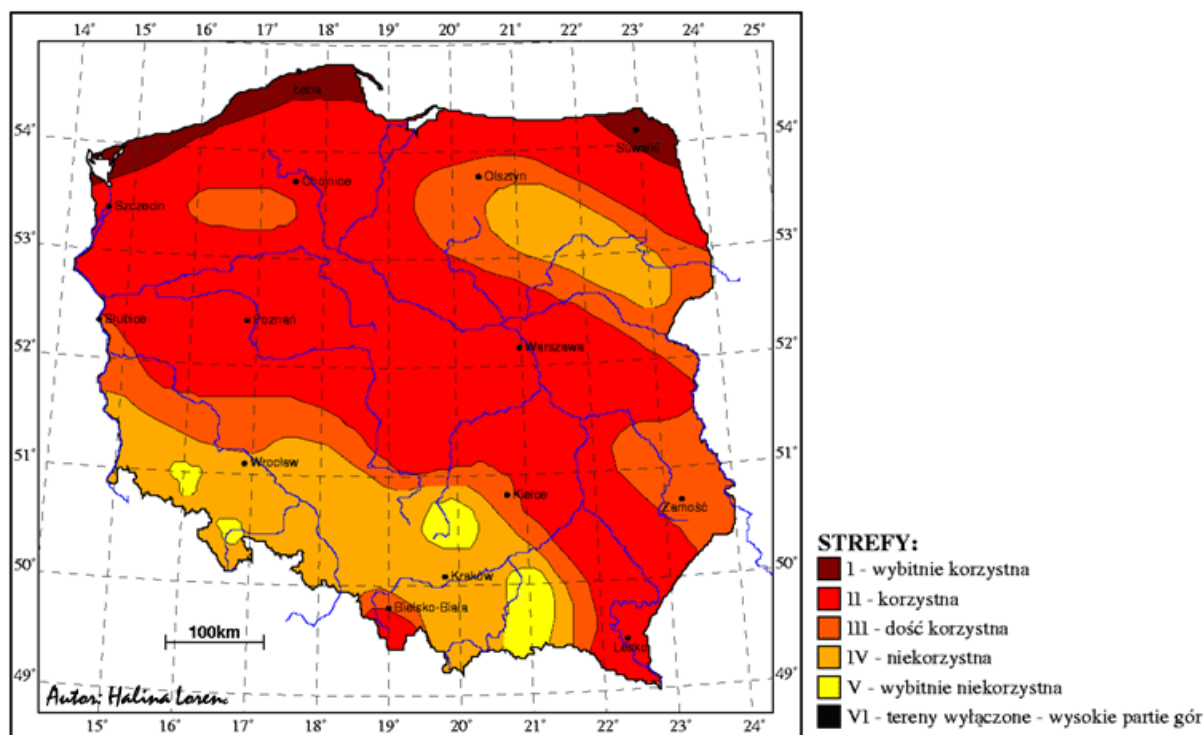 14° 15° 16° 17° 18° 19° 20° 21° 22° 23° 24° 25°
Łeba
54° 54°
Suwałki
Olsztyn
Chojnice
Szczecin
53° 53°
Słubice
Poznań
Warszawa
52° 52°
51° 51°
Wrocław
Kielce
Zamość
50° 50°
Kraków
Bielsko-Biała
100km
Lesko
49° 49°
Autor: Halina Lorenc
15° 16° 17° 18° 19° 20° 21° 22° 23° 24°
STREFY:
I - wybitnie korzystna
II - korzystna
III - dość korzystna
IV - niekorzystna
V - wybitnie niekorzystna
VI - tereny wyłączone - wysokie partie gór